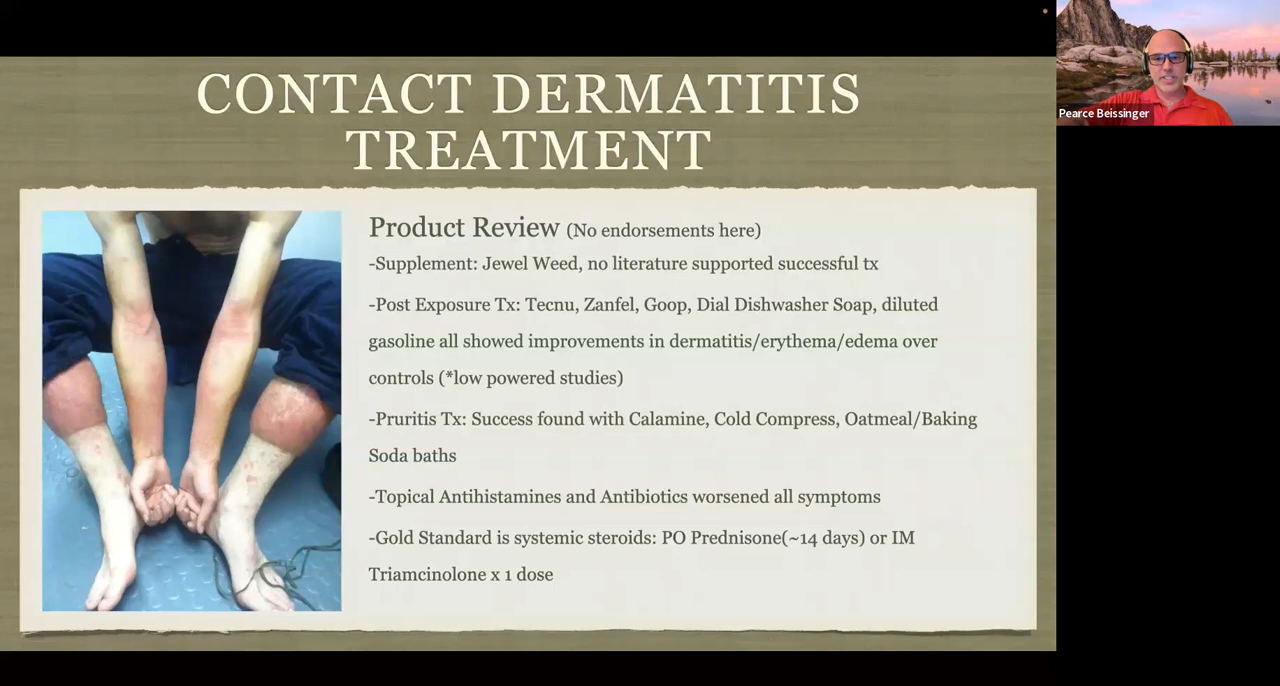 CONTACT DERMATITIS
TREATMENT
Product Review (No endorsements here)
-Supplement: Jewel Weed, no literature supported successful tx
-Post Exposure Tx: Tecnu, Zanfel, Goop, Dial Dishwasher Soap, diluted
gasoline all showed improvements in dermatitis/erythema/edema over
controls (*low powered studies)
-Pruritis Tx: Success found with Calamine, Cold Compress, Oatmeal/Baking
Soda baths
-Topical Antihistamines and Antibiotics worsened all symptoms
-Gold Standard is systemic steroids: PO Prednisone(~14 days) or IM
Triamcinolone x 1 dose
Pearce Beissinger